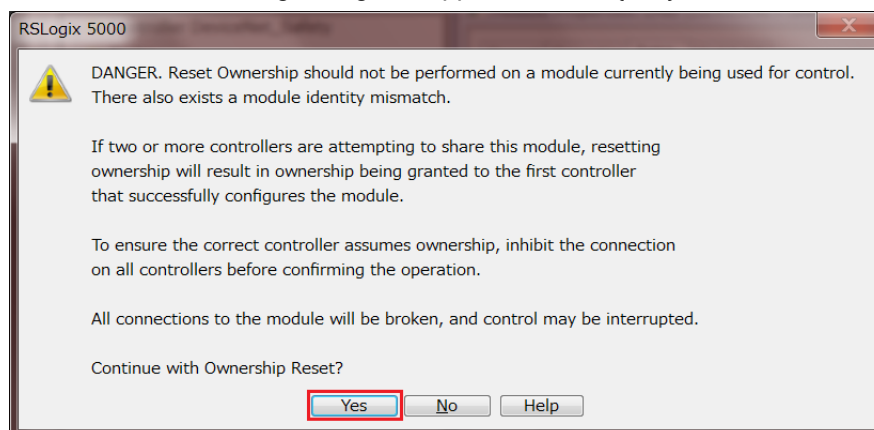 RSLogix 5000
DANGER. Reset Ownership should not be performed on a module currently being used for control.
There also exists a module identity mismatch.
If two or more controllers are attempting to share this module, resetting
ownership will result in ownership being granted to the first controller
that successfully configures the module.
To ensure the correct controller assumes ownership, inhibit the connection
on all controllers before confirming the operation.
All connections to the module will be broken, and control may be interrupted.
Continue with Ownership Reset?
Yes No Help